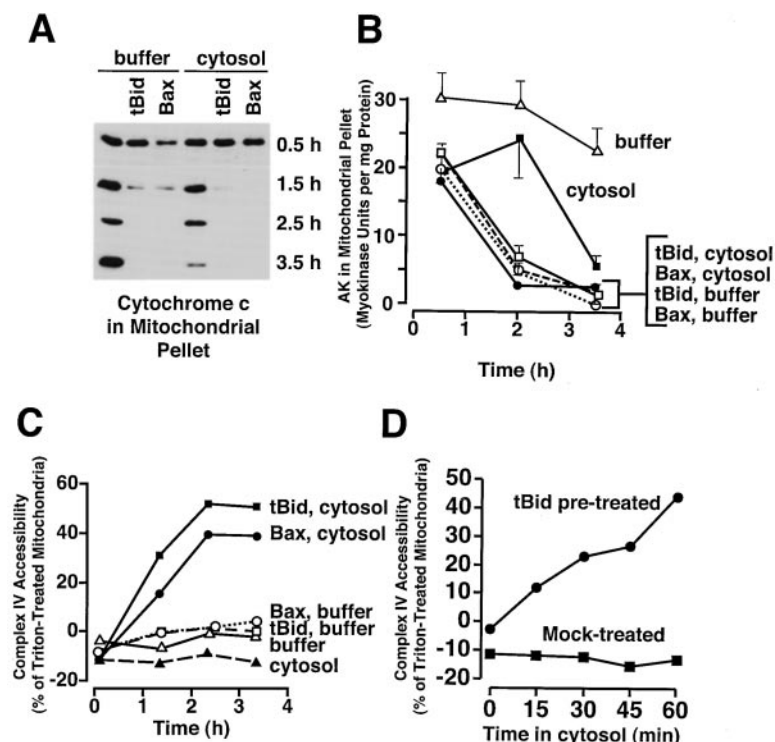 A
buffer cytosol
tBid Bax tBid Bax
0.5 h
1.5 h
2.5 h
3.5 h
Cytochrome c
in Mitochondrial
Pellet
B
AK in Mitochondrial Pellet
(Myokinase Units per mg Protein)
30
20
10
0
buffer
cytosol
tBid, cytosol
Bax, cytosol
tBid, buffer
Bax, buffer
0 1 2 3 4
Time (h)
C
Complex IV Accessibility
(% of Triton-Treated Mitochondria)
60
40
20
0
-20
tBid, cytosol
Bax, cytosol
Bax, buffer
tBid, buffer
buffer
cytosol
0 1 2 3 4
Time (h)
D
Complex IV Accessibility
(% of Triton-Treated Mitochondria)
50
40
30
20
10
0
-10
-20
tBid pre-treated
Mock-treated
0 15 30 45 60
Time in cytosol (min)